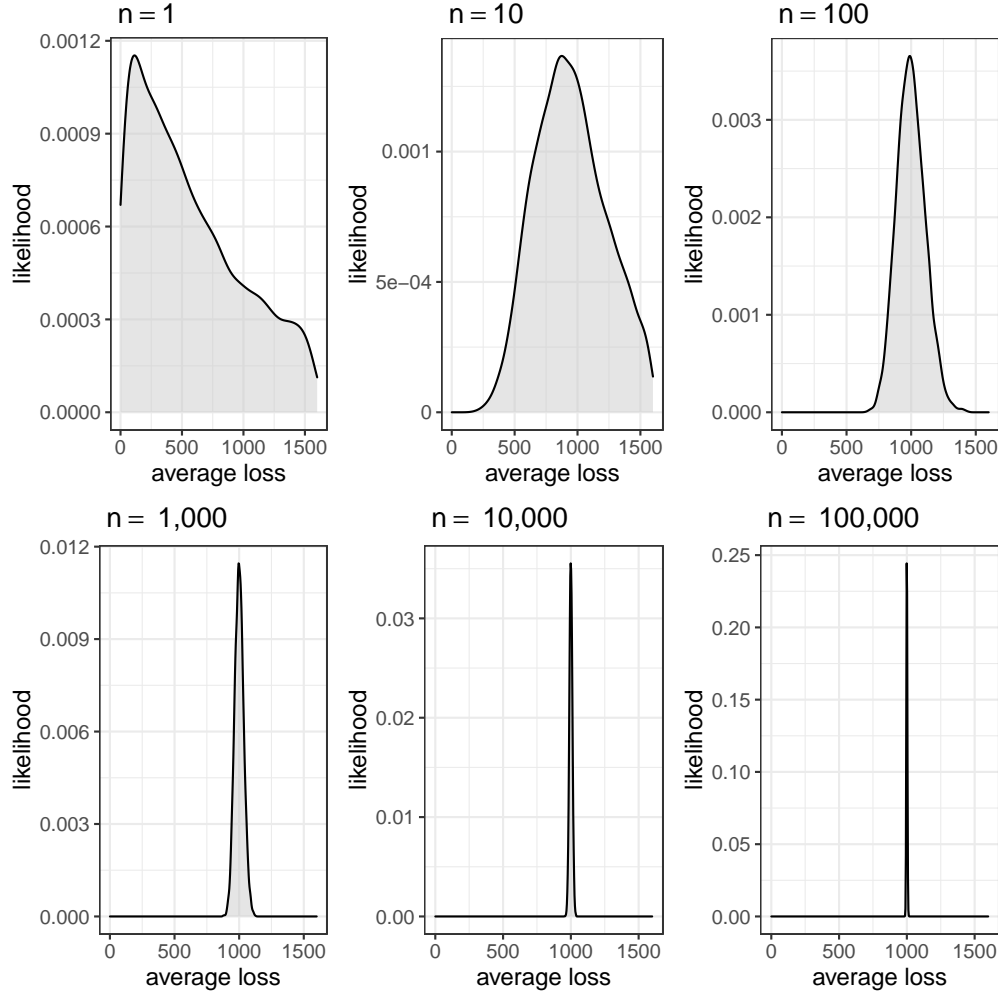 n = 1
0.0012
0.0009
0.0006
0.0003
0.0000
likelihood
0 500 1000 1500
average loss
n = 10
0.001
5e−04
0
likelihood
0 500 1000 1500
average loss
n = 100
0.003
0.002
0.001
0.000
likelihood
0 500 1000 1500
average loss
n = 1,000
0.012
0.009
0.006
0.003
0.000
likelihood
0 500 1000 1500
average loss
n = 10,000
0.03
0.02
0.01
0.00
likelihood
0 500 1000 1500
average loss
n = 100,000
0.25
0.20
0.15
0.10
0.05
0.00
likelihood
0 500 1000 1500
average loss